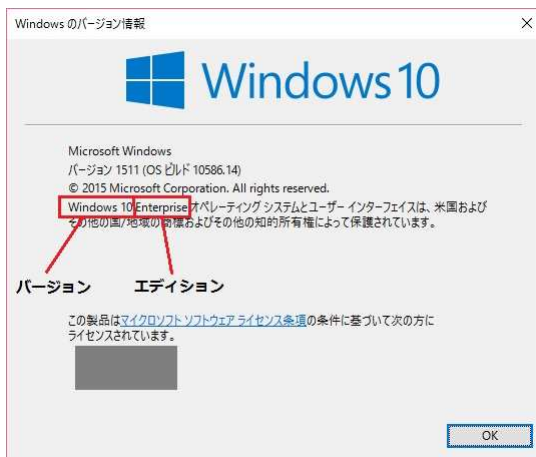 Windows のバージョン情報
Windows 10
Microsoft Windows
バージョン 1511 (OS ビルド 10586.14)
© 2015 Microsoft Corporation. All rights reserved.
Windows 10 Enterprise オペレーティング システムとユーザー インターフェイスは、米国および
その他の国/地域の商標およびその他の知的所有権によって保護されています。
バージョン エディション
この製品はマイクロソフト ソフトウェア ライセンス条項の条件に基づいて次の方に
ライセンスされています。
OK